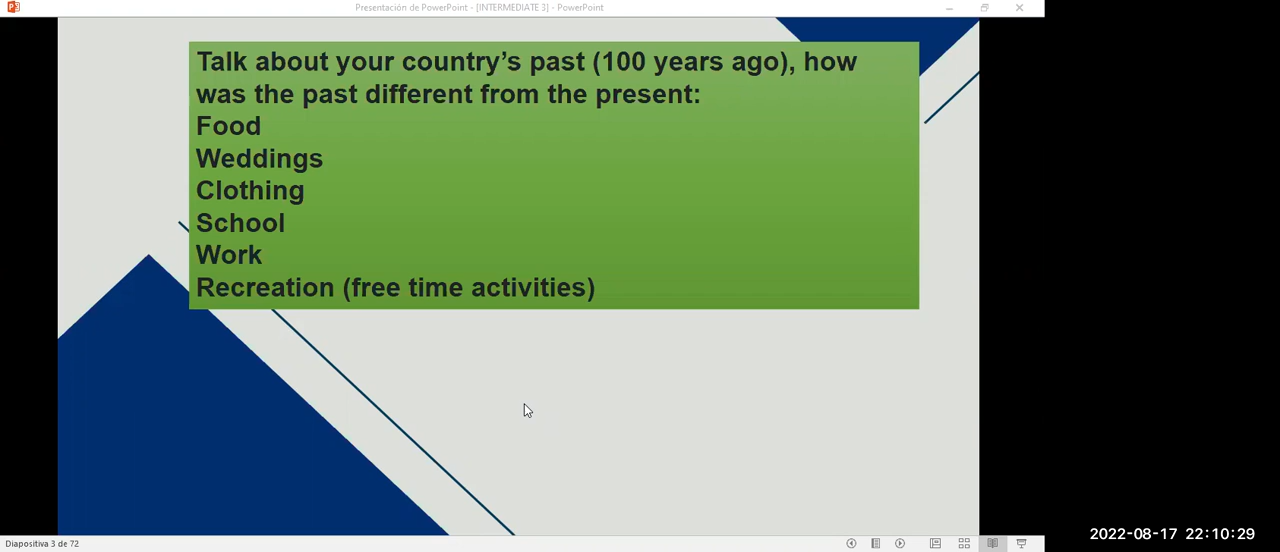 Presentación de PowerPoint - [INTERMEDIATE 3] - PowerPoint
Talk about your country's past (100 years ago), how
was the past different from the present:
Food
Weddings
Clothing
School
Work
Recreation (free time activities)
Diapositiva 3 de 72
2022-08-17 22:10:29